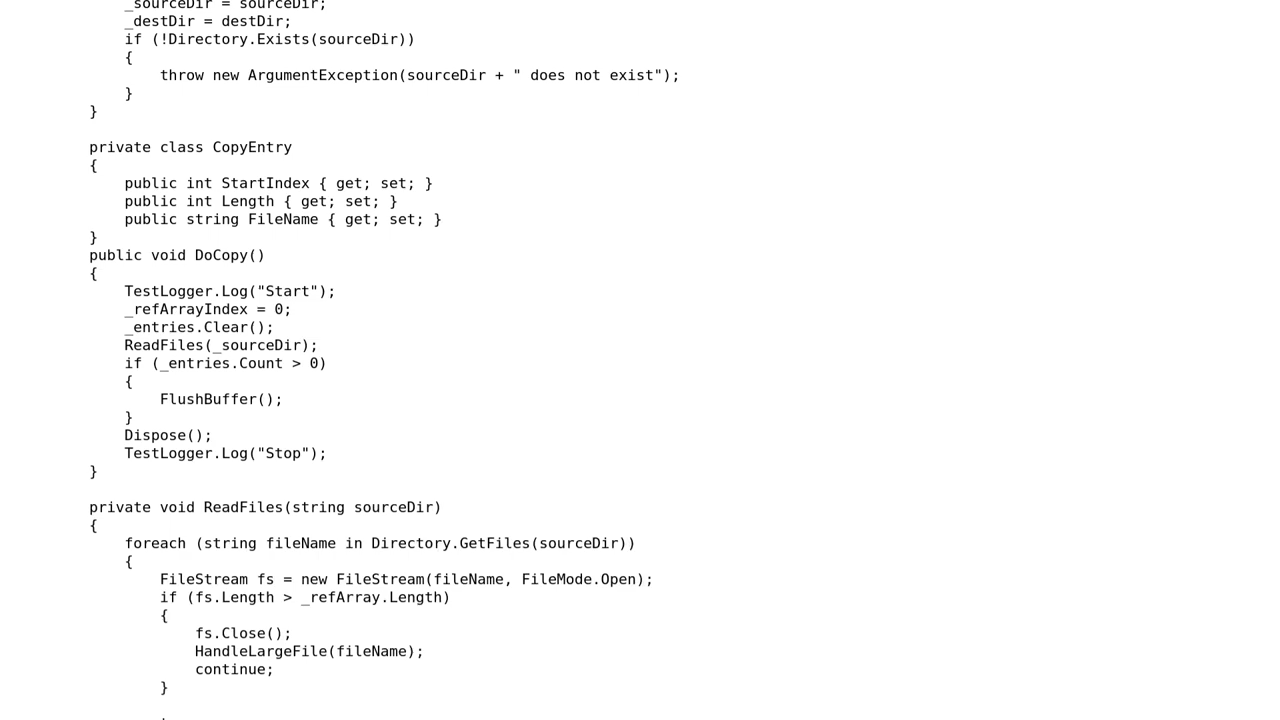 _sourceDir = sourceDir;
_destDir = destDir;
if (!Directory.Exists(sourceDir))
{
throw new ArgumentException(sourceDir + " does not exist");
}
}
private class CopyEntry
{
public int StartIndex { get; set; }
public int Length { get; set; }
public string FileName { get; set; }
}
public void DoCopy()
{
TestLogger.Log("Start");
_refArrayIndex = 0;
_entries.Clear();
ReadFiles(_sourceDir);
if (_entries.Count > 0)
{
FlushBuffer();
}
Dispose();
TestLogger.Log("Stop");
}
private void ReadFiles(string sourceDir)
{
foreach (string fileName in Directory.GetFiles(sourceDir))
{
FileStream fs = new FileStream(fileName, FileMode.Open);
if (fs.Length > _refArray.Length)
{
fs.Close();
HandleLargeFile(fileName);
continue;
}